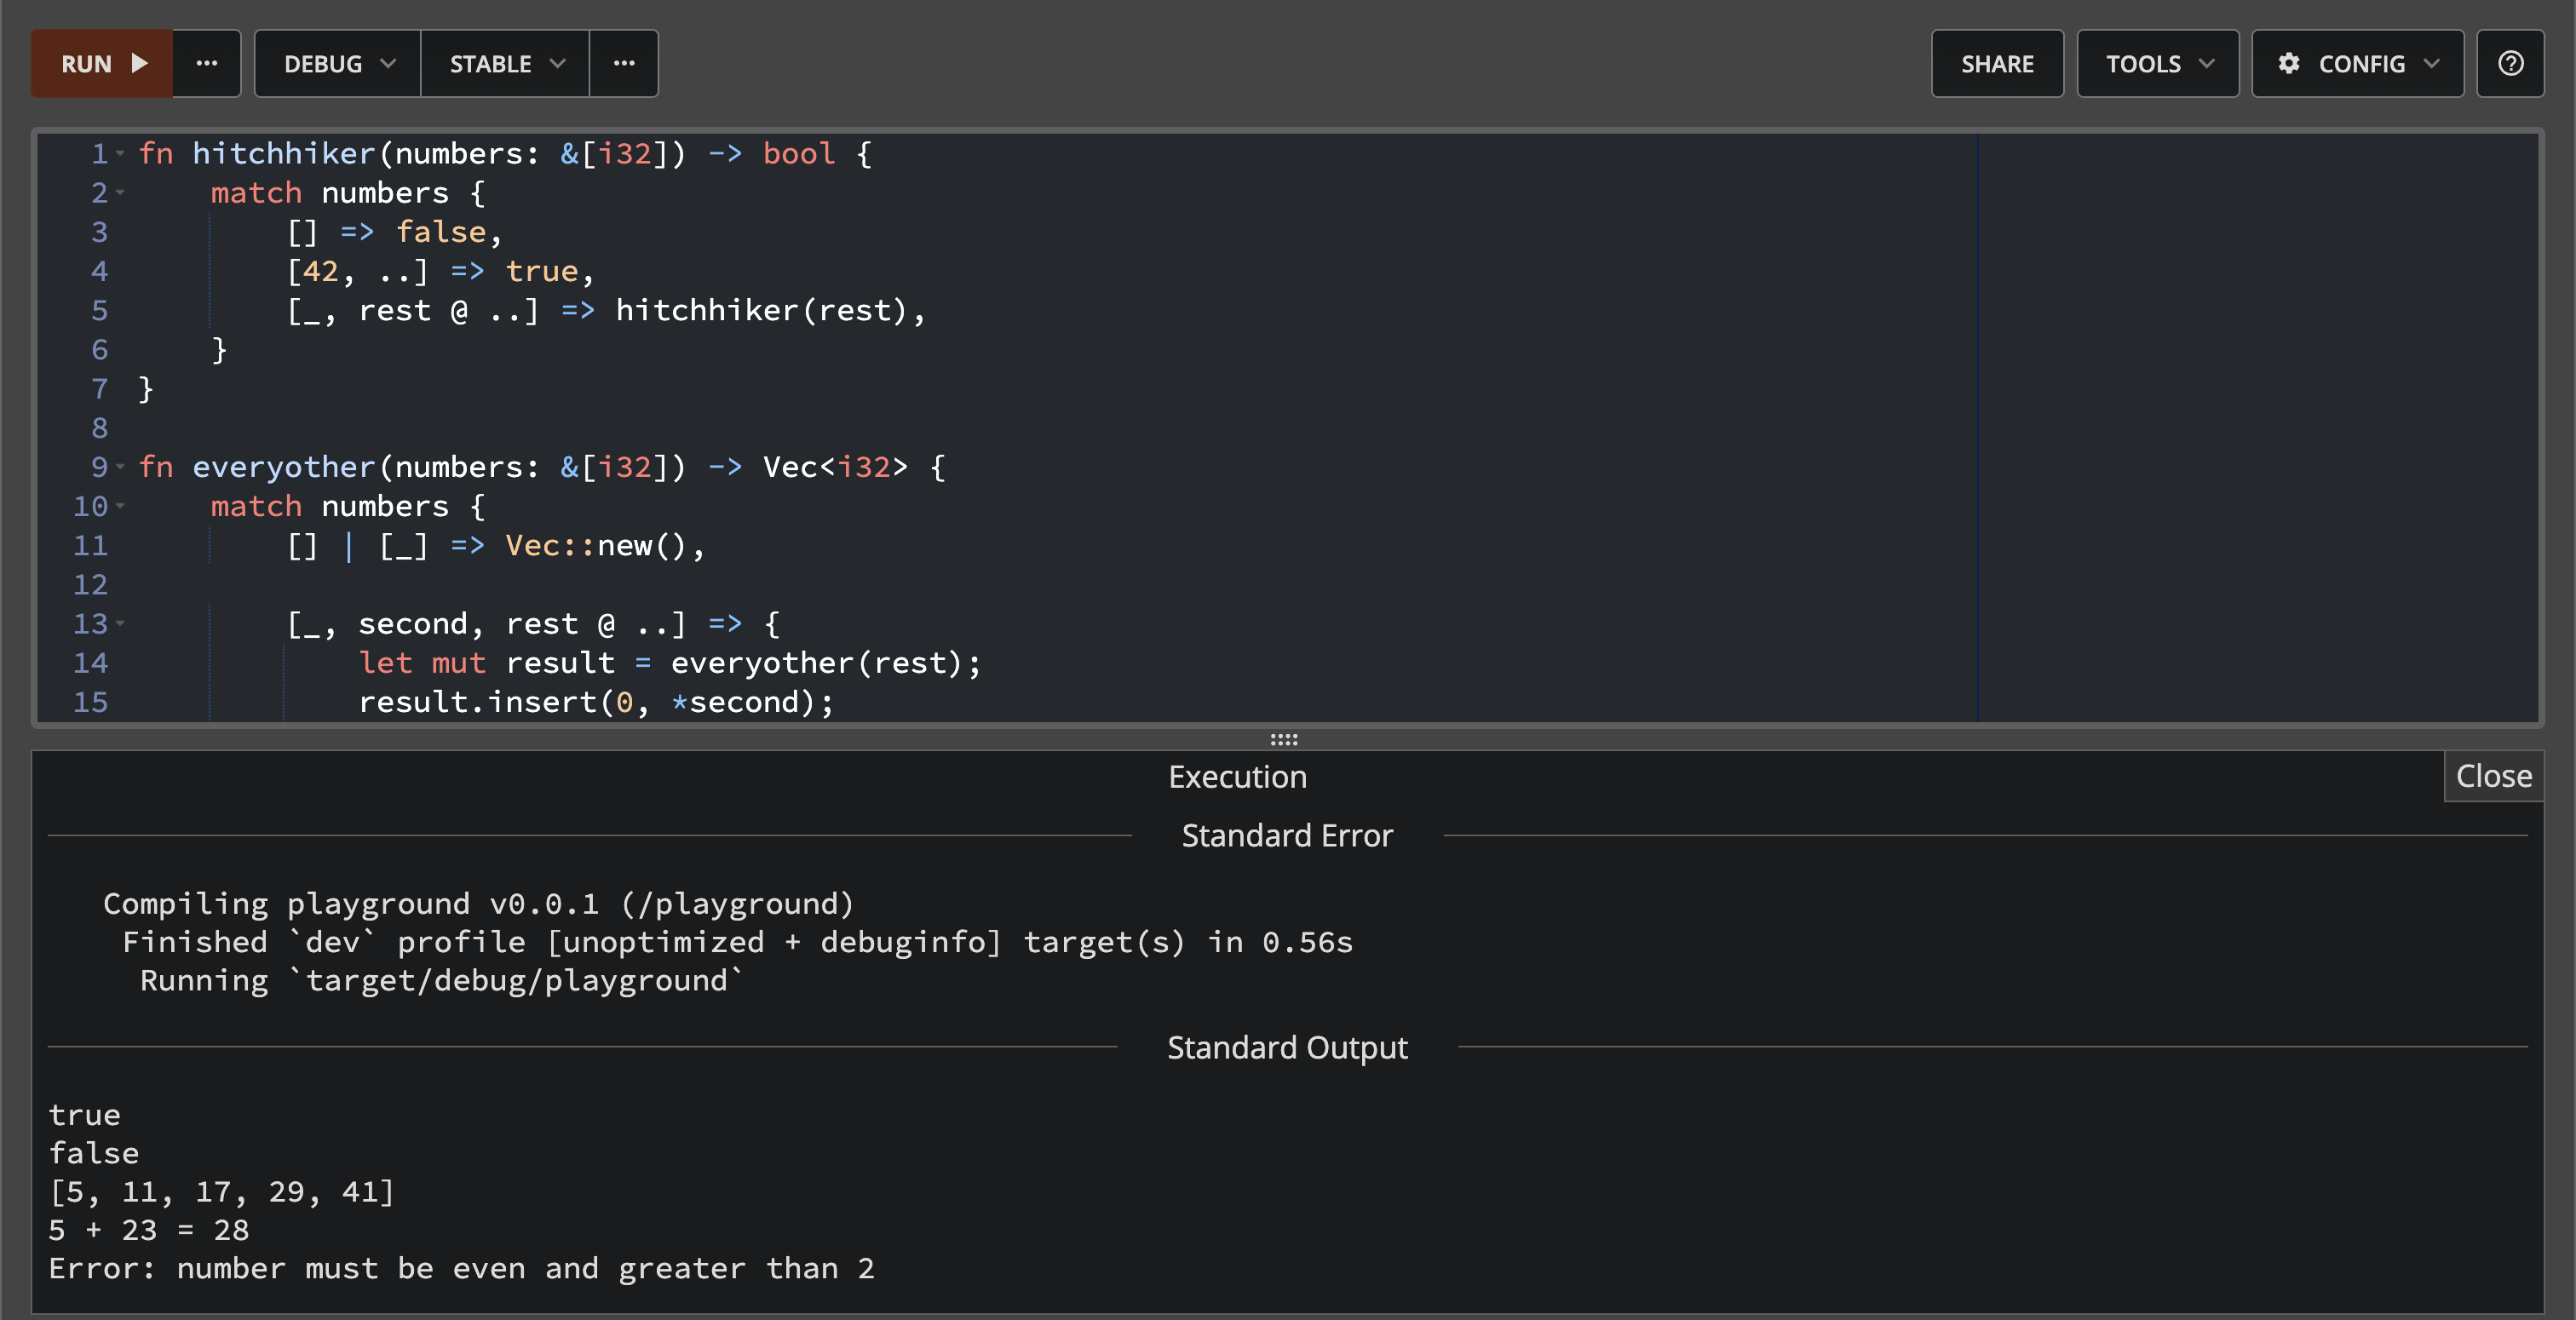 RUN ▶ ··· DEBUG STABLE ··· SHARE TOOLS CONFIG ?
1 fn hitchhiker(numbers: &[i32]) -> bool {
2     match numbers {
3         [] => false,
4         [42, ..] => true,
5         [_, rest @ ..] => hitchhiker(rest),
6     }
7 }
8
9 fn everyother(numbers: &[i32]) -> Vec<i32> {
10     match numbers {
11         [] | [_] => Vec::new(),
12
13         [_, second, rest @ ..] => {
14             let mut result = everyother(rest);
15             result.insert(0, *second);
Execution Close
Standard Error
   Compiling playground v0.0.1 (/playground)
    Finished `dev` profile [unoptimized + debuginfo] target(s) in 0.56s
     Running `target/debug/playground`
Standard Output
true
false
[5, 11, 17, 29, 41]
5 + 23 = 28
Error: number must be even and greater than 2